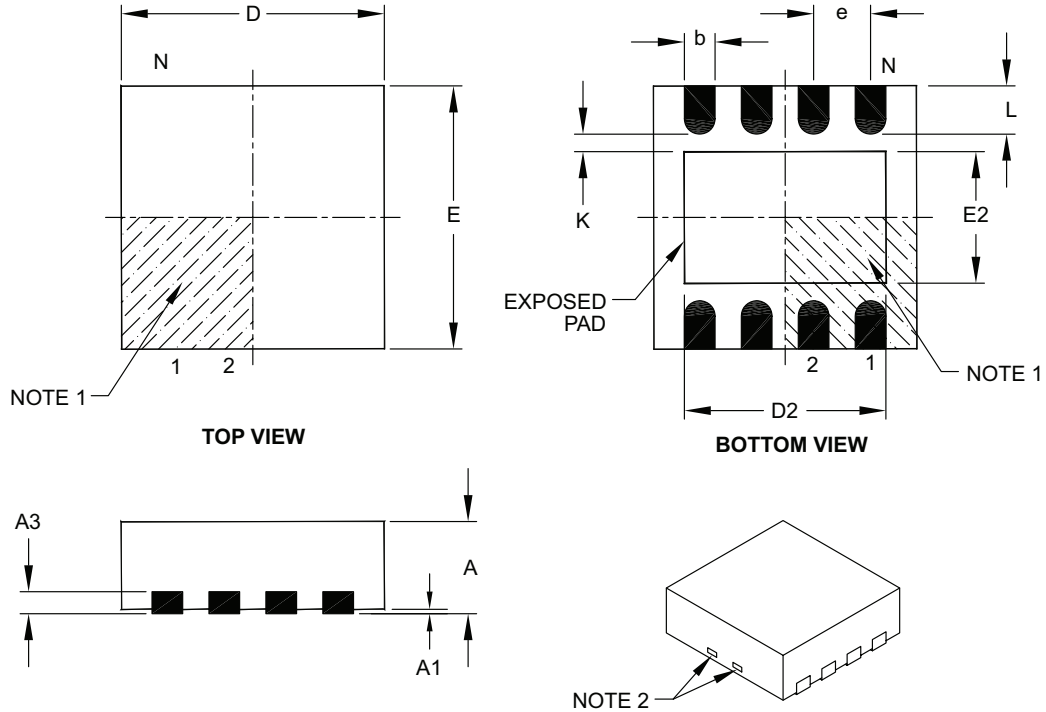 D
N
E
1 2
NOTE 1
TOP VIEW
b
e
N
L
K
E2
EXPOSED
PAD
2 1
NOTE 1
D2
BOTTOM VIEW
A3
A
A1
NOTE 2